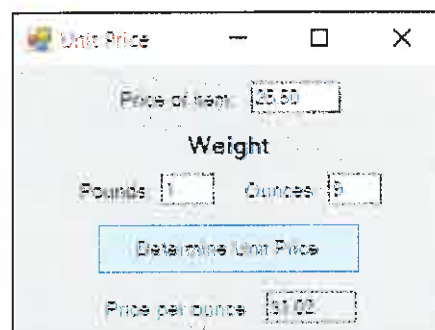 Unit Price
Price of item: 25.50
Weight
Pounds: 1 Ounces: 9
Determine Unit Price
Price per ounce: $1.02